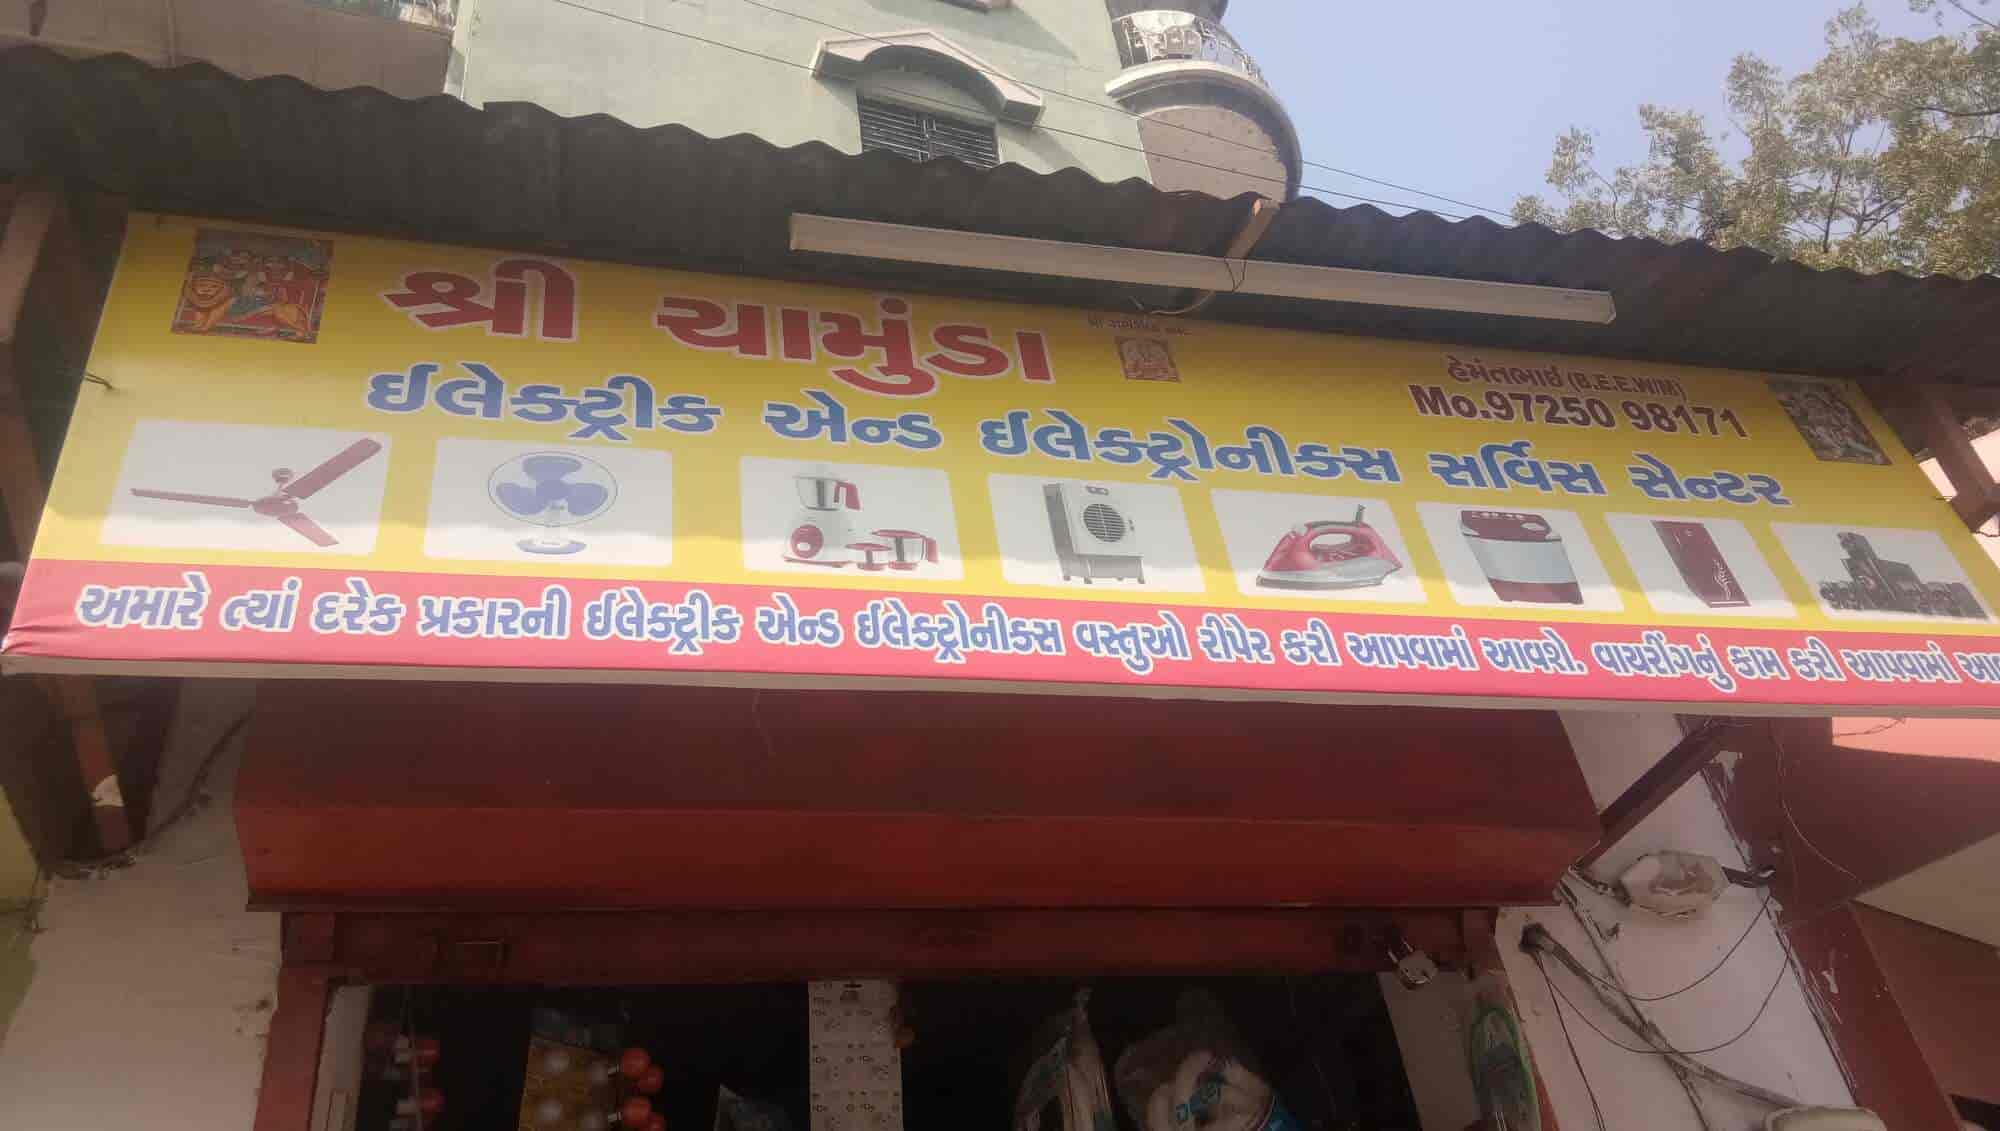 શ્રી ચામુંડા
હેમંતભાઇ (B.E.E.WIM)
Mo.97250 98171
ઈલેક્ટ્રીક એન્ડ ઈલેક્ટ્રોનીક્સ સર્વિસ સેન્ટર
અમારે ત્યાં દરેક પ્રકારની ઈલેક્ટ્રીક એન્ડ ઈલેક્ટ્રોનીક્સ વસ્તુઓ રીપેર કરી આપવામાં આવશે. વાયરીંગનું કામ કરી આપવામાં